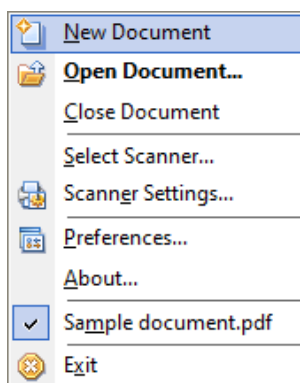 New Document
Open Document...
Close Document
Select Scanner...
Scanner Settings...
Preferences...
About...
Sample document.pdf
Exit